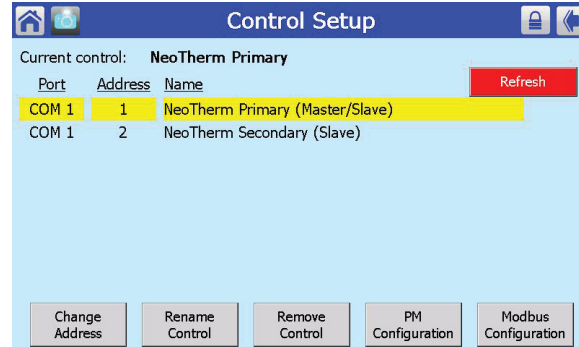 Control Setup
Current control: NeoTherm Primary
Port Address Name
Refresh
COM 1 1 NeoTherm Primary (Master/Slave)
COM 1 2 NeoTherm Secondary (Slave)
Change Address
Rename Control
Remove Control
PM Configuration
Modbus Configuration